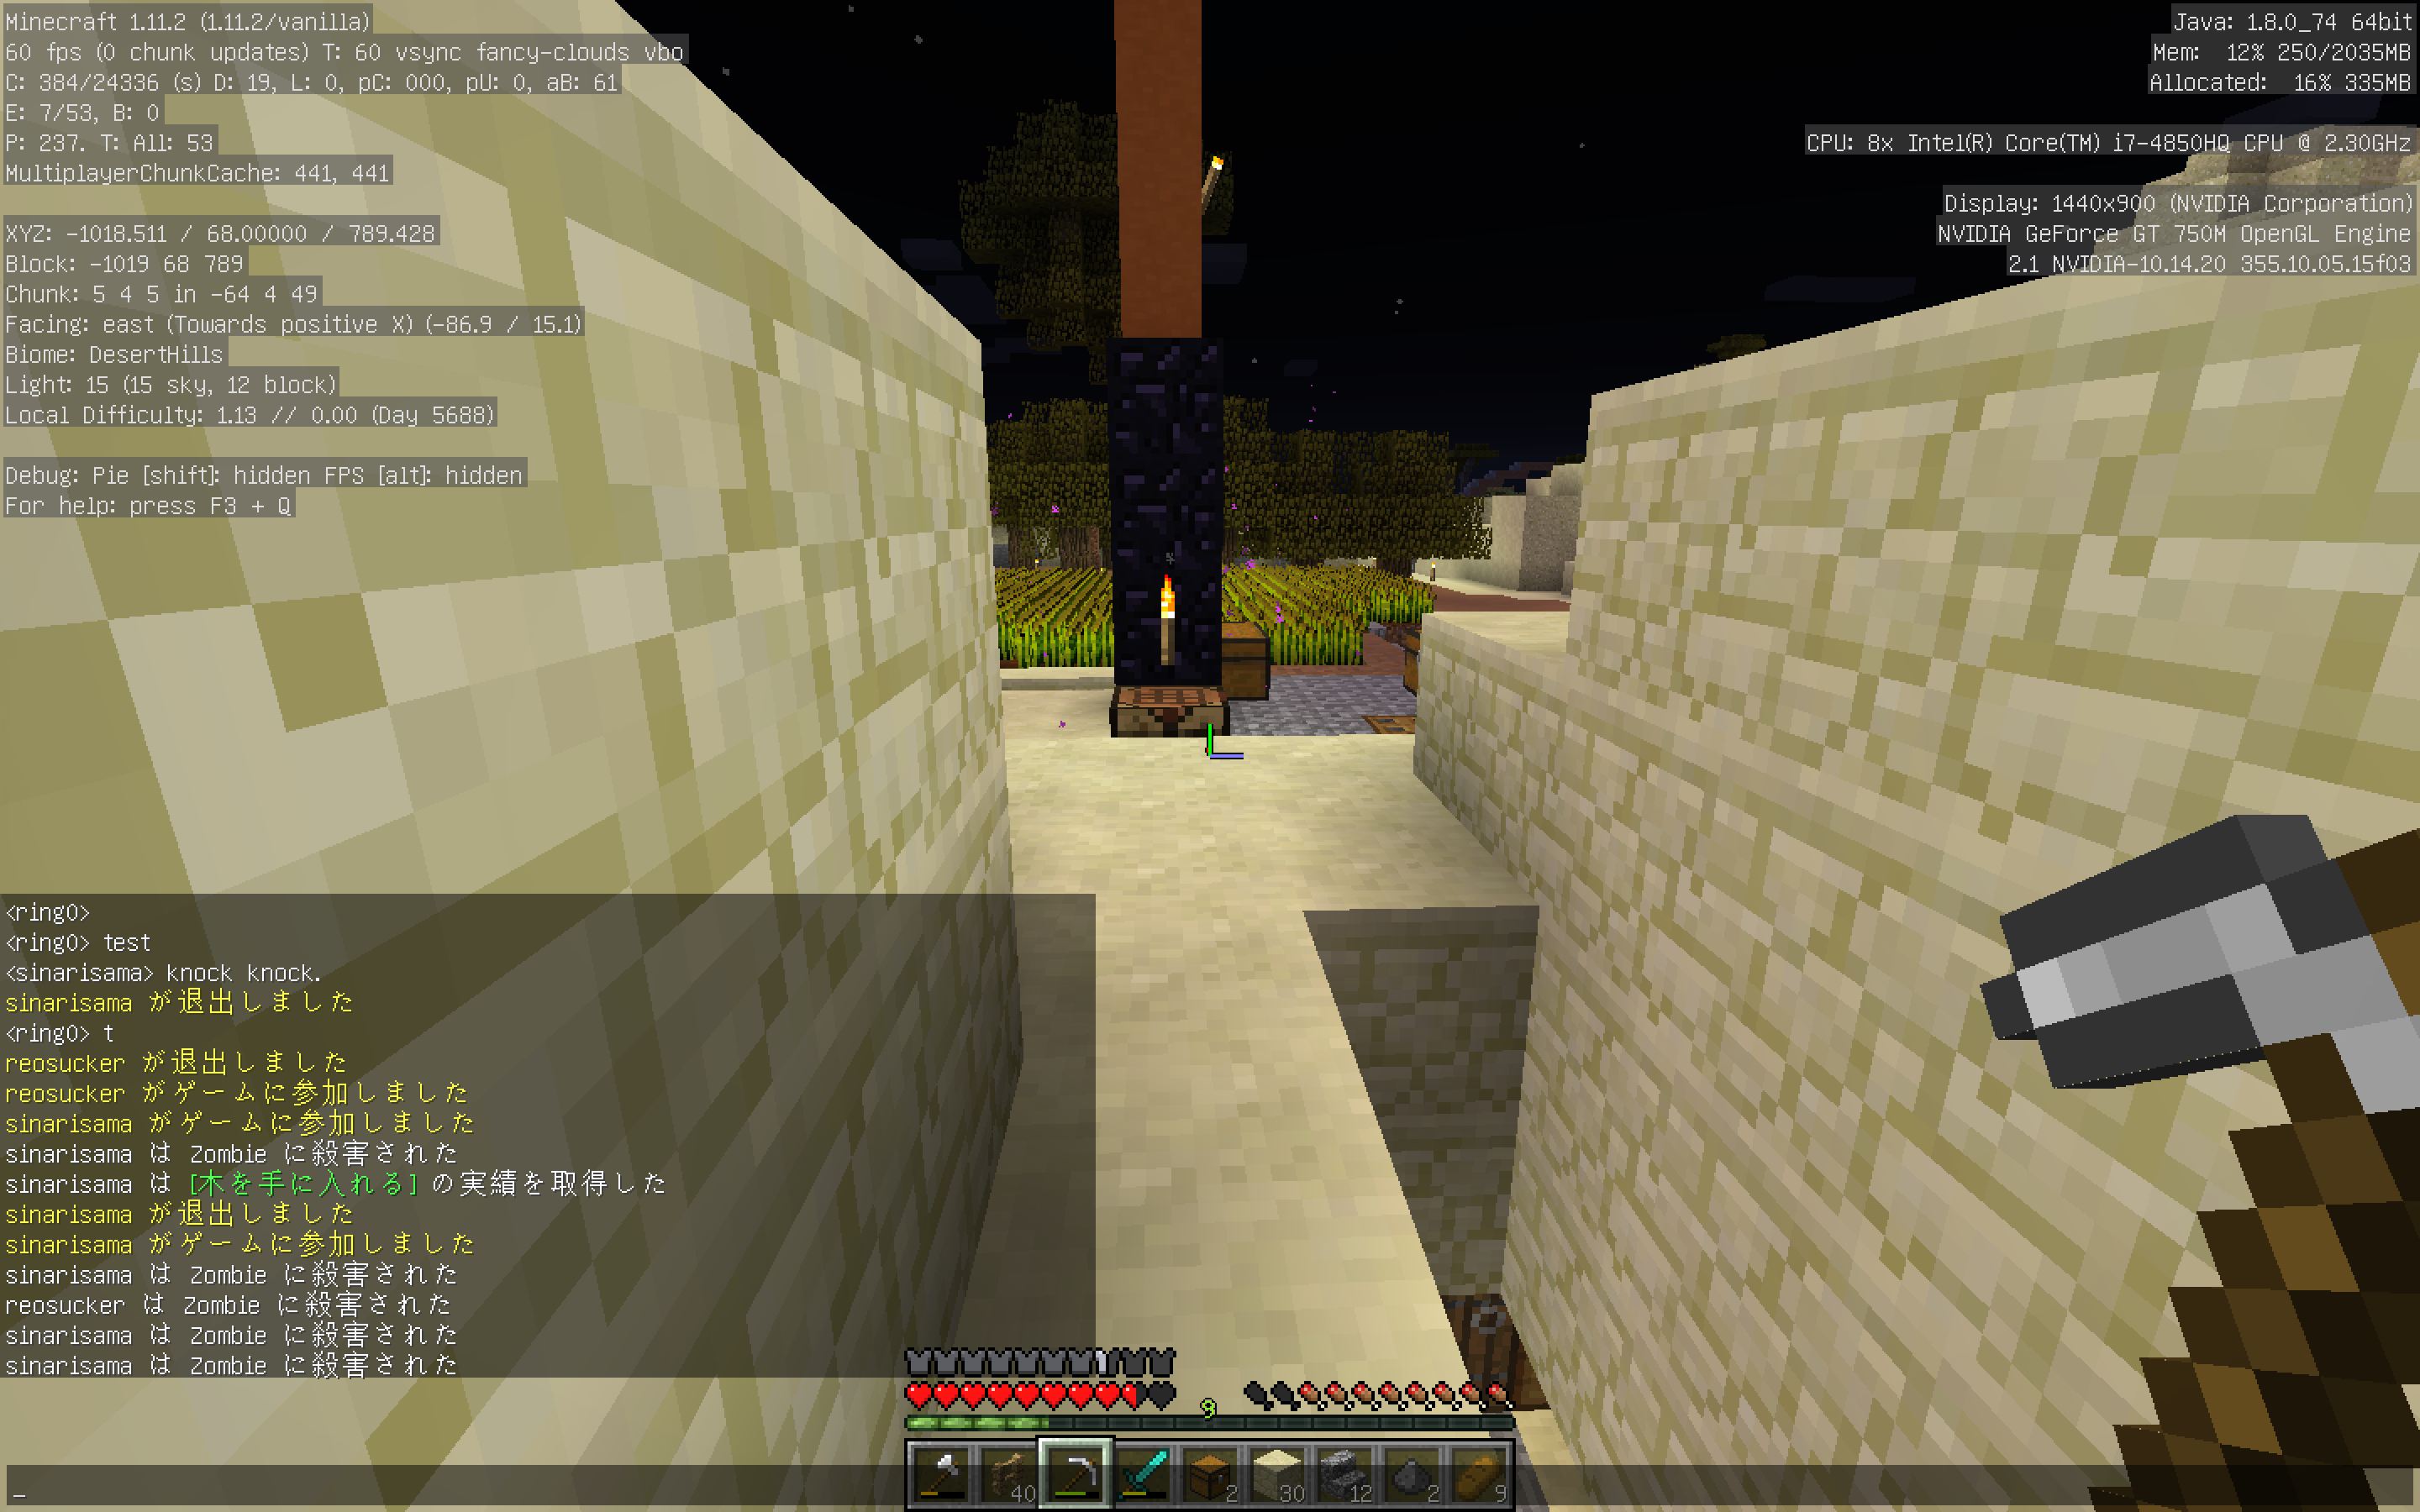 Minecraft 1.11.2 (1.11.2/vanilla)
60 fps (0 chunk updates) T: 60 vsync fancy-clouds vbo
C: 384/24336 (s) D: 19, L: 0, pC: 000, pU: 0, aB: 61
E: 7/53, B: 0
P: 237. T: All: 53
MultiplayerChunkCache: 441, 441
XYZ: -1018.511 / 68.00000 / 789.428
Block: -1019 68 789
Chunk: 5 4 5 in -64 4 49
Facing: east (Towards positive X) (-86.9 / 15.1)
Biome: DesertHills
Light: 15 (15 sky, 12 block)
Local Difficulty: 1.13 // 0.00 (Day 5688)
Debug: Pie [shift]: hidden FPS [alt]: hidden
For help: press F3 + Q
Java: 1.8.0_74 64bit
Mem: 12% 250/2035MB
Allocated: 16% 335MB
CPU: 8x Intel(R) Core(TM) i7-4850HQ CPU @ 2.30GHz
Display: 1440x900 (NVIDIA Corporation)
NVIDIA GeForce GT 750M OpenGL Engine
2.1 NVIDIA-10.14.20 355.10.05.15f03
<ring0>
<ring0> test
<sinarisama> knock knock.
sinarisama が退出しました
<ring0> t
reosucker が退出しました
reosucker がゲームに参加しました
sinarisama がゲームに参加しました
sinarisama は Zombie に殺害された
sinarisama は [木を手に入れる] の実績を取得した
sinarisama が退出しました
sinarisama がゲームに参加しました
sinarisama は Zombie に殺害された
reosucker は Zombie に殺害された
sinarisama は Zombie に殺害された
sinarisama は Zombie に殺害された
9
40 2 30 12 2 9
_